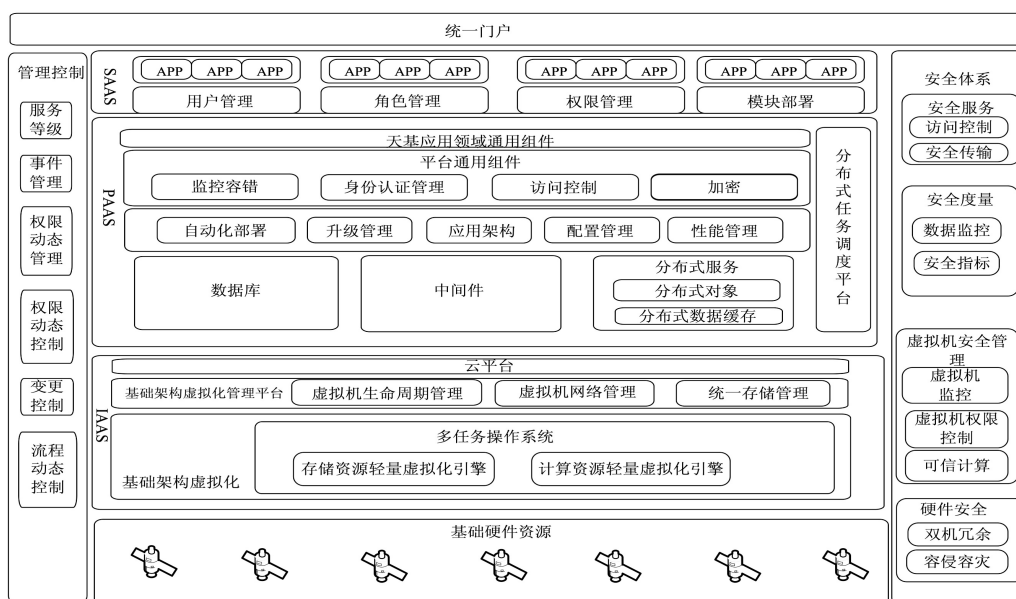 统一门户
管理控制
服务
等级
事件
管理
权限
动态
管理
权限
动态
控制
变更
控制
流程
动态
控制
SAAS
APP APP APP
APP APP APP
APP APP APP
APP APP APP
用户管理
角色管理
权限管理
模块部署
PAAS
天基应用领域通用组件
平台通用组件
监控容错
身份认证管理
访问控制
加密
自动化部署
升级管理
应用架构
配置管理
性能管理
数据库
中间件
分布式服务
分布式对象
分布式数据缓存
分布式任务调度平台
IAAS
云平台
基础架构虚拟化管理平台
虚拟机生命周期管理
虚拟机网络管理
统一存储管理
基础架构虚拟化
多任务操作系统
存储资源轻量虚拟化引擎
计算资源轻量虚拟化引擎
基础硬件资源
安全体系
安全服务
访问控制
安全传输
安全度量
数据监控
安全指标
虚拟机安全管
理
虚拟机
监控
虚拟机权限
控制
可信计算
硬件安全
双机冗余
容侵容灾